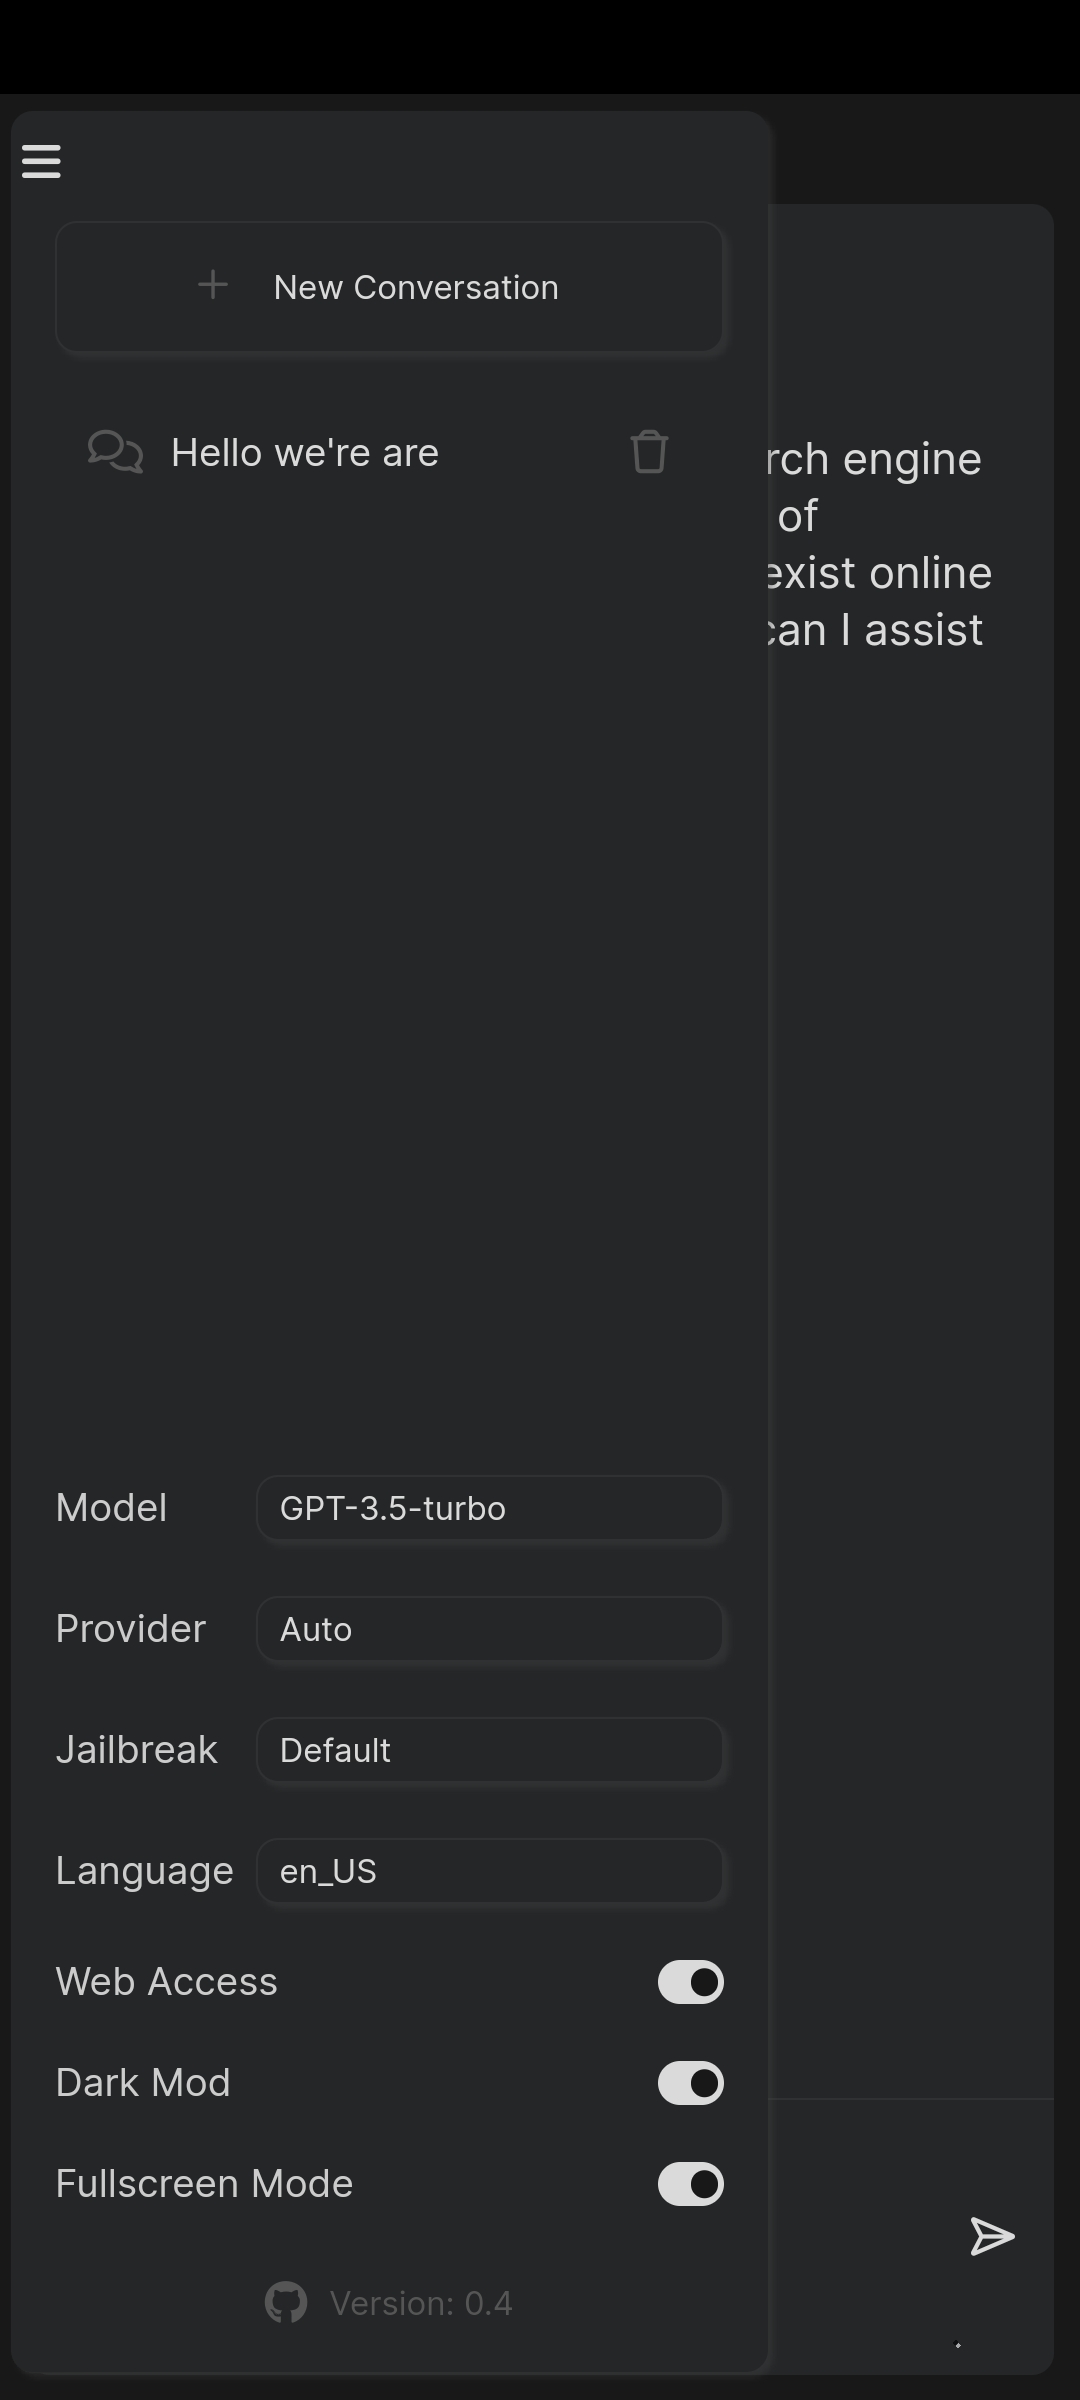 New Conversation
Hello we're are
rch engine
of
exist online
can I assist
Model
GPT-3.5-turbo
Provider
Auto
Jailbreak
Default
Language
en_US
Web Access
Dark Mod
Fullscreen Mode
Version: 0.4